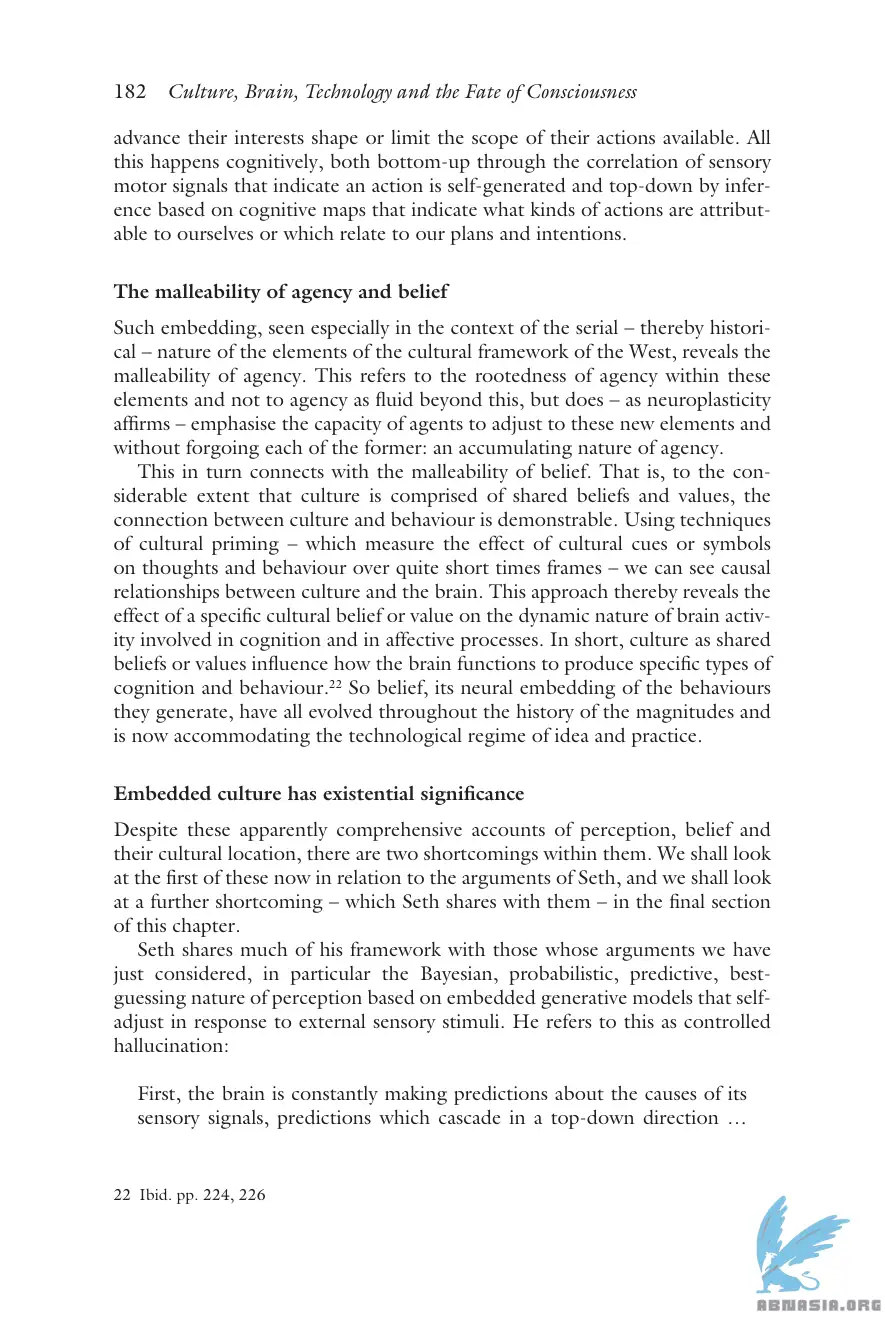 182 Culture, Brain, Technology and the Fate of Consciousness
advance their interests shape or limit the scope of their actions available. All
this happens cognitively, both bottom-up through the correlation of sensory
motor signals that indicate an action is self-generated and top-down by infer-
ence based on cognitive maps that indicate what kinds of actions are attribut-
able to ourselves or which relate to our plans and intentions.
The malleability of agency and belief
Such embedding, seen especially in the context of the serial – thereby histori-
cal – nature of the elements of the cultural framework of the West, reveals the
malleability of agency. This refers to the rootedness of agency within these
elements and not to agency as fluid beyond this, but does – as neuroplasticity
affirms – emphasise the capacity of agents to adjust to these new elements and
without forgoing each of the former: an accumulating nature of agency.
This in turn connects with the malleability of belief. That is, to the con-
siderable extent that culture is comprised of shared beliefs and values, the
connection between culture and behaviour is demonstrable. Using techniques
of cultural priming – which measure the effect of cultural cues or symbols
on thoughts and behaviour over quite short times frames – we can see causal
relationships between culture and the brain. This approach thereby reveals the
effect of a specific cultural belief or value on the dynamic nature of brain activ-
ity involved in cognition and in affective processes. In short, culture as shared
beliefs or values influence how the brain functions to produce specific types of
cognition and behaviour.22 So belief, its neural embedding of the behaviours
they generate, have all evolved throughout the history of the magnitudes and
is now accommodating the technological regime of idea and practice.
Embedded culture has existential significance
Despite these apparently comprehensive accounts of perception, belief and
their cultural location, there are two shortcomings within them. We shall look
at the first of these now in relation to the arguments of Seth, and we shall look
at a further shortcoming – which Seth shares with them – in the final section
of this chapter.
Seth shares much of his framework with those whose arguments we have
just considered, in particular the Bayesian, probabilistic, predictive, best-
guessing nature of perception based on embedded generative models that self-
adjust in response to external sensory stimuli. He refers to this as controlled
hallucination:
First, the brain is constantly making predictions about the causes of its
sensory signals, predictions which cascade in a top-down direction …
22 Ibid. pp. 224, 226
ABNASIA.ORG